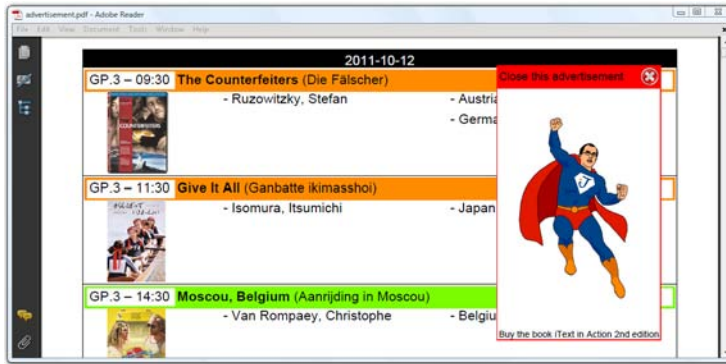 advertisement.pdf - Adobe Reader
File Edit View Document Tools Window Help
2011-10-12
GP.3 – 09:30 The Counterfeiters (Die Fälscher)
- Ruzowitzky, Stefan
- Austria
- Germa
COUNTERFEITERS
GP.3 – 11:30 Give It All (Ganbatte ikimasshoi)
- Isomura, Itsumichi
- Japan
GP.3 – 14:30 Moscou, Belgium (Aanrijding in Moscou)
- Van Rompaey, Christophe
- Belgiu
Close this advertisement
J
Buy the book iText in Action 2nd edition